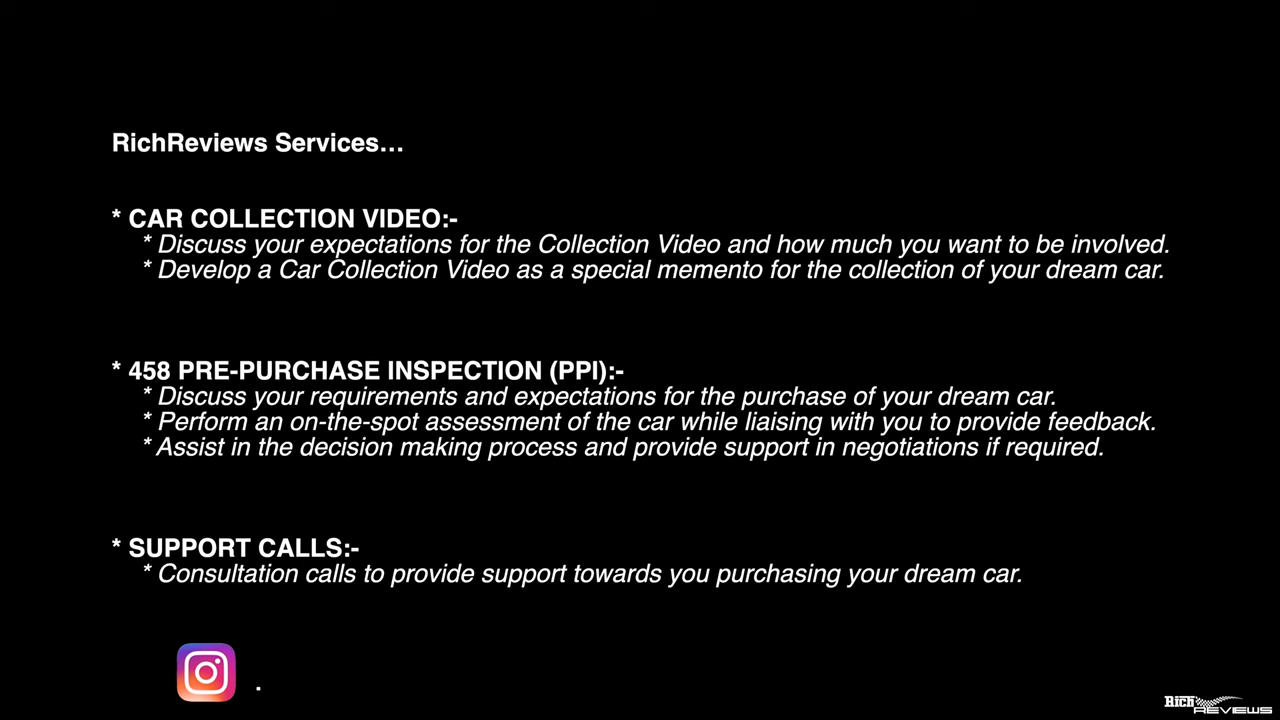 RichReviews Services...
* CAR COLLECTION VIDEO:-
* Discuss your expectations for the Collection Video and how much you want to be involved.
* Develop a Car Collection Video as a special memento for the collection of your dream car.
* 458 PRE-PURCHASE INSPECTION (PPI):-
* Discuss your requirements and expectations for the purchase of your dream car.
* Perform an on-the-spot assessment of the car while liaising with you to provide feedback.
* Assist in the decision making process and provide support in negotiations if required.
* SUPPORT CALLS:-
* Consultation calls to provide support towards you purchasing your dream car.
.
Rich
REVIEWS